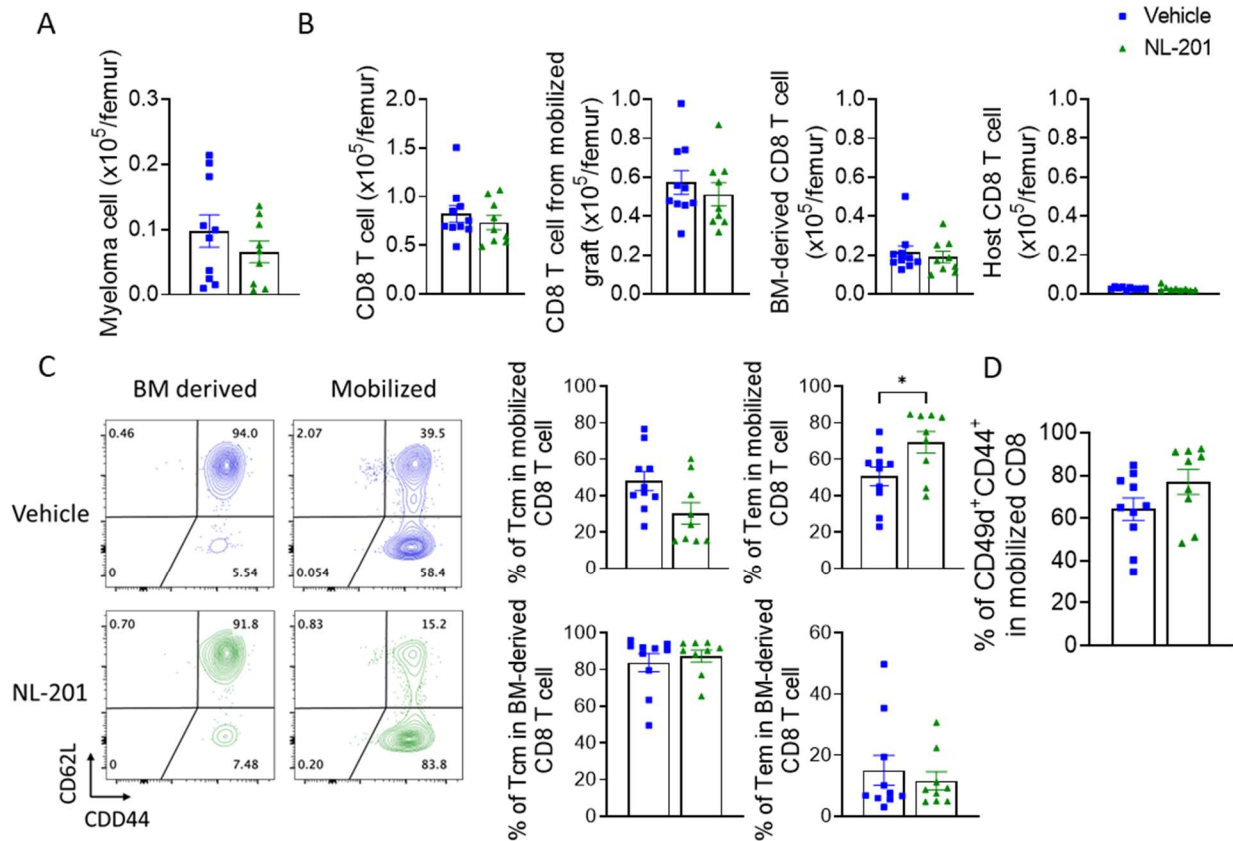 Vehicle
NL-201
A
Myeloma cell (x10⁵/femur)
0.3
0.2
0.1
0.0
B
CD8 T cell (x10⁵/femur)
2.0
1.5
1.0
0.5
0.0
CD8 T cell from mobilized
graft (x10⁵/femur)
1.0
0.8
0.6
0.4
0.2
0.0
BM-derived CD8 T cell
(x10⁵/femur)
1.0
0.8
0.6
0.4
0.2
0.0
Host CD8 T cell
(x10⁵/femur)
1.0
0.8
0.6
0.4
0.2
0.0
C
BM derived
Mobilized
Vehicle
0.46
94.0
0
5.54
2.07
39.5
0.054
58.4
NL-201
0.70
91.8
0
7.48
0.83
15.2
0.20
83.8
CD62L
CDD44
% of Tcm in mobilized
CD8 T cell
100
80
60
40
20
0
% of Tem in mobilized
CD8 T cell
100
80
60
40
20
0
*
% of Tcm in BM-derived
CD8 T cell
100
80
60
40
20
0
% of Tem in BM-derived
CD8 T cell
60
40
20
0
D
% of CD49d⁺CD44⁺
in mobilized CD8
100
80
60
40
20
0